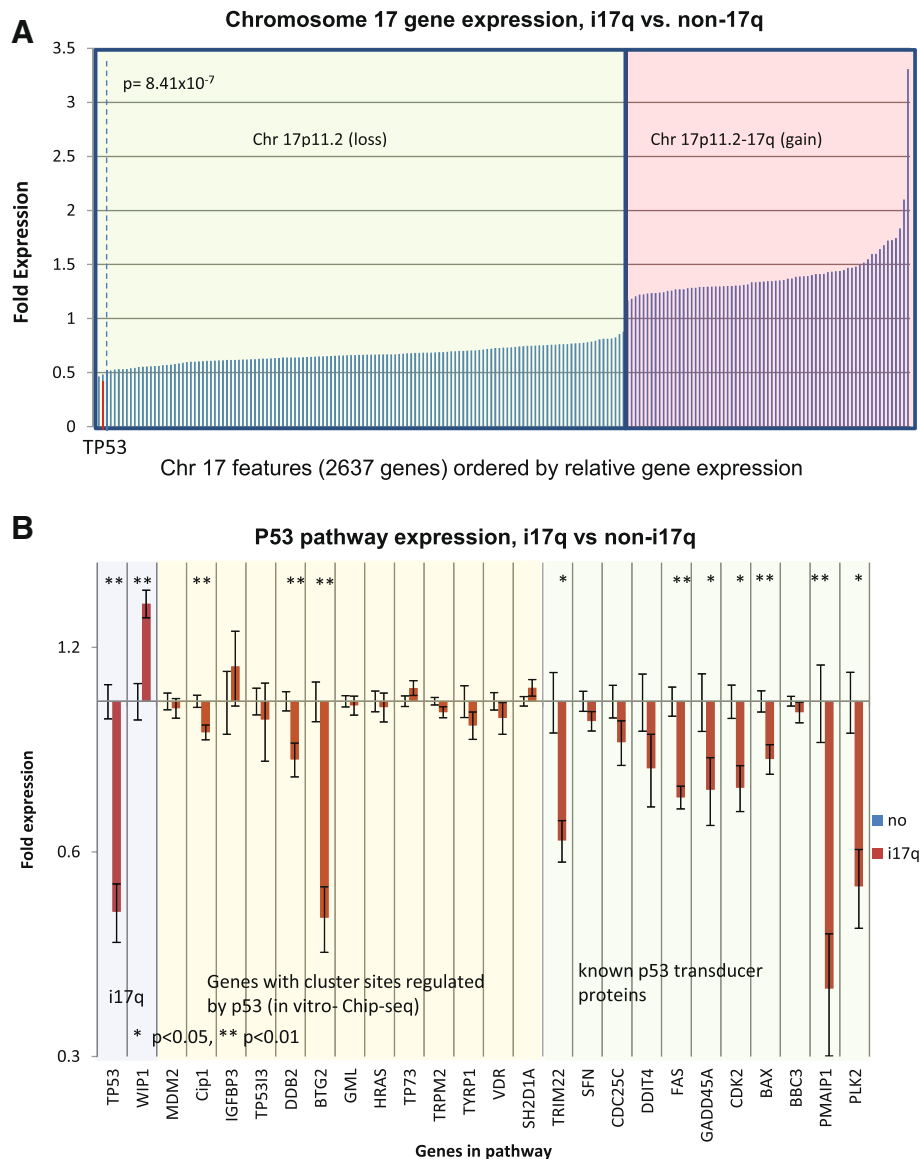 A
Chromosome 17 gene expression, i17q vs. non-17q
3.5
3
2.5
2
1.5
1
0.5
0
Fold Expression
p= 8.41x10-7
Chr 17p11.2 (loss)
Chr 17p11.2-17q (gain)
TP53
Chr 17 features (2637 genes) ordered by relative gene expression
B
P53 pathway expression, i17q vs non-i17q
1.2
0.6
0.3
Fold expression
** ** ** ** ** * ** * * ** ** *
no
i17q
i17q
Genes with cluster sites regulated
by p53 (in vitro- Chip-seq)
known p53 transducer
proteins
* p<0.05, ** p<0.01
TP53
WIP1
MDM2
Cip1
IGFBP3
TP53I3
DDB2
BTG2
GML
HRAS
TP73
TRPM2
TYRP1
VDR
SH2D1A
TRIM22
SFN
CDC25C
DDIT4
FAS
GADD45A
CDK2
BAX
BBC3
PMAIP1
PLK2
Genes in pathway